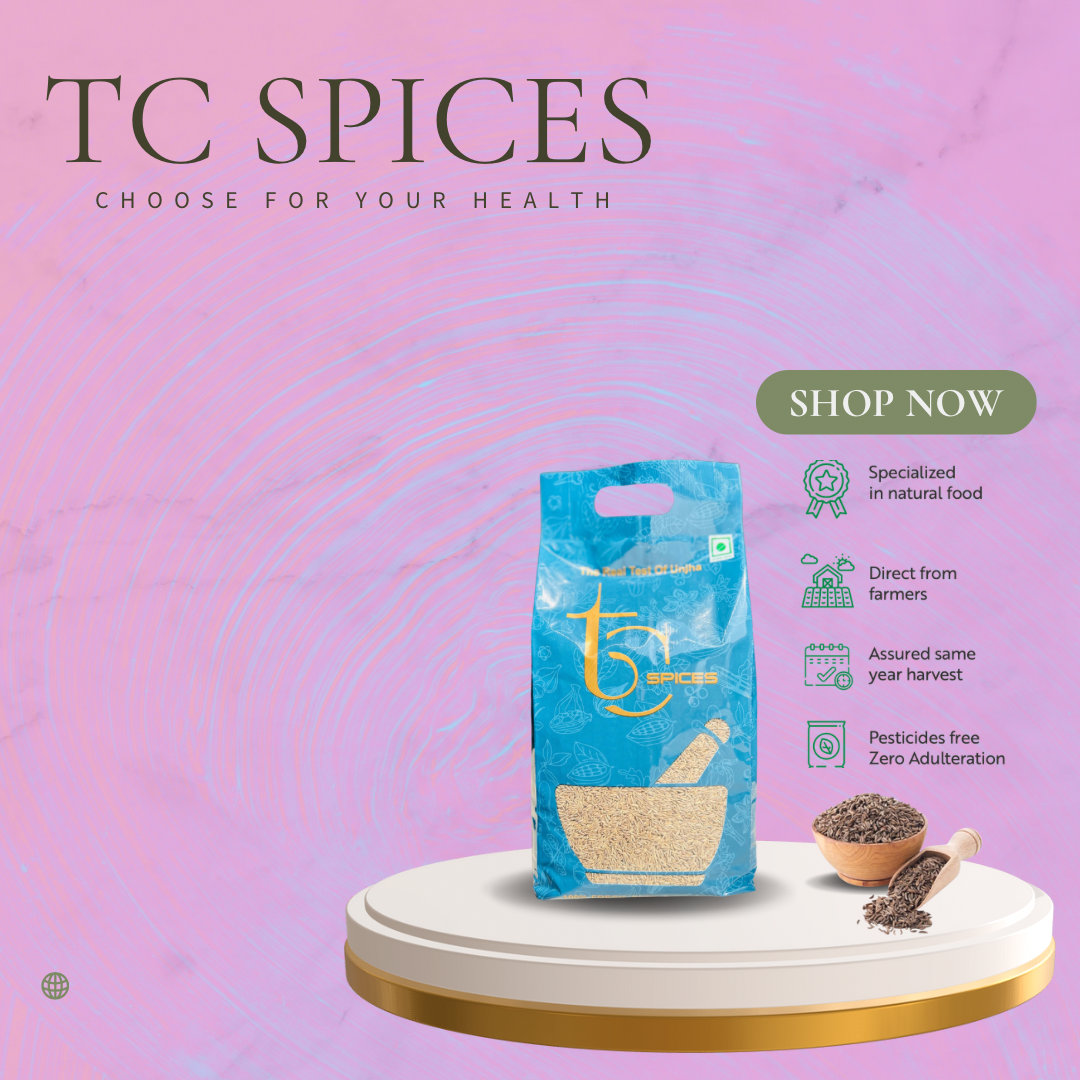 TC SPICES
CHOOSE FOR YOUR HEALTH
SHOP NOW
Specialized
in natural food
Direct from
farmers
Assured same
year harvest
Pesticides free
Zero Adulteration
The Real Test Of Unjha
tc
SPICES